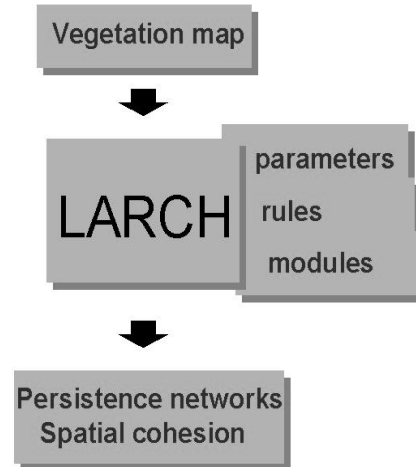 Vegetation map
LARCH
parameters
rules
modules
Persistence networks
Spatial cohesion